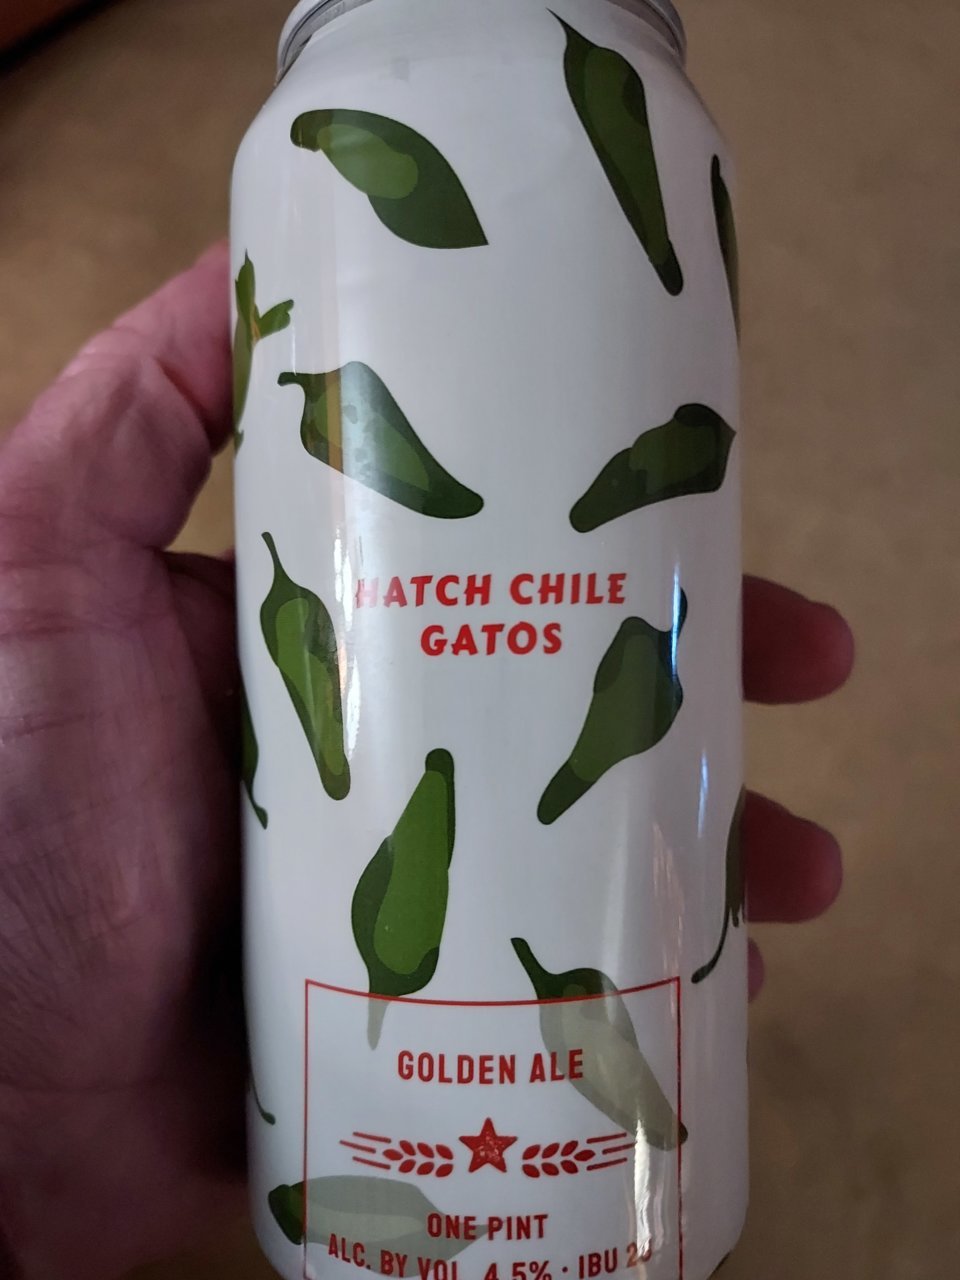 HATCH CHILE
GATOS
GOLDEN ALE
ONE PINT
ALC. BY VOL. 4.5% · IBU